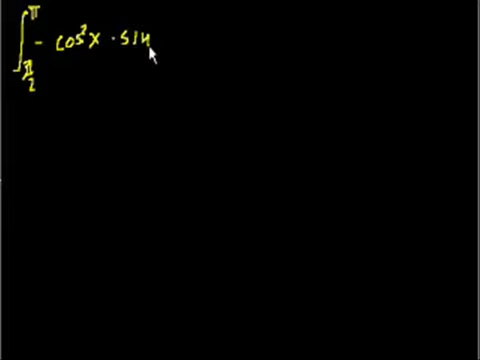 ∫ π π/2 - cos²x · sin